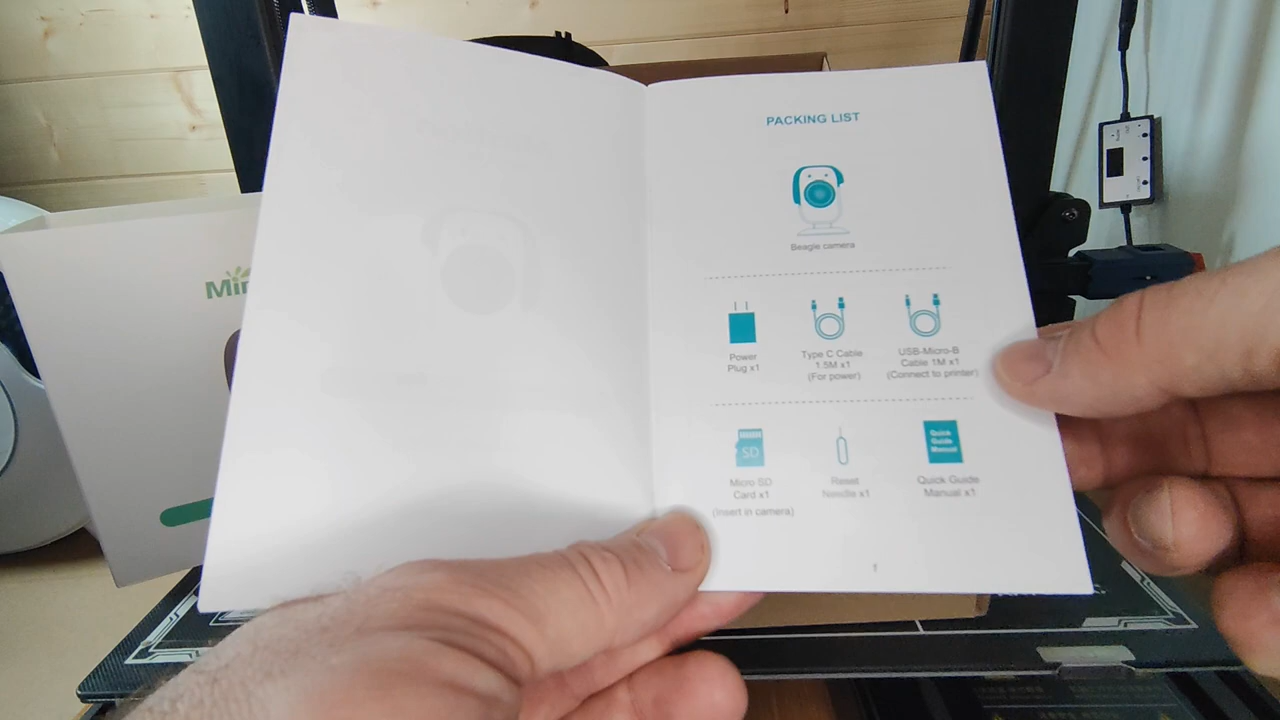 PACKING LIST
Beagle camera
Power
Plug x1
Type C Cable
1.5M x1
(For power)
USB-Micro-B
Cable 1M x1
(Connect to printer)
SD
Micro SD
Card x1
(Insert in camera)
Reset
Needle x1
Quick
Guide
Manual
Quick Guide
Manual x1
1